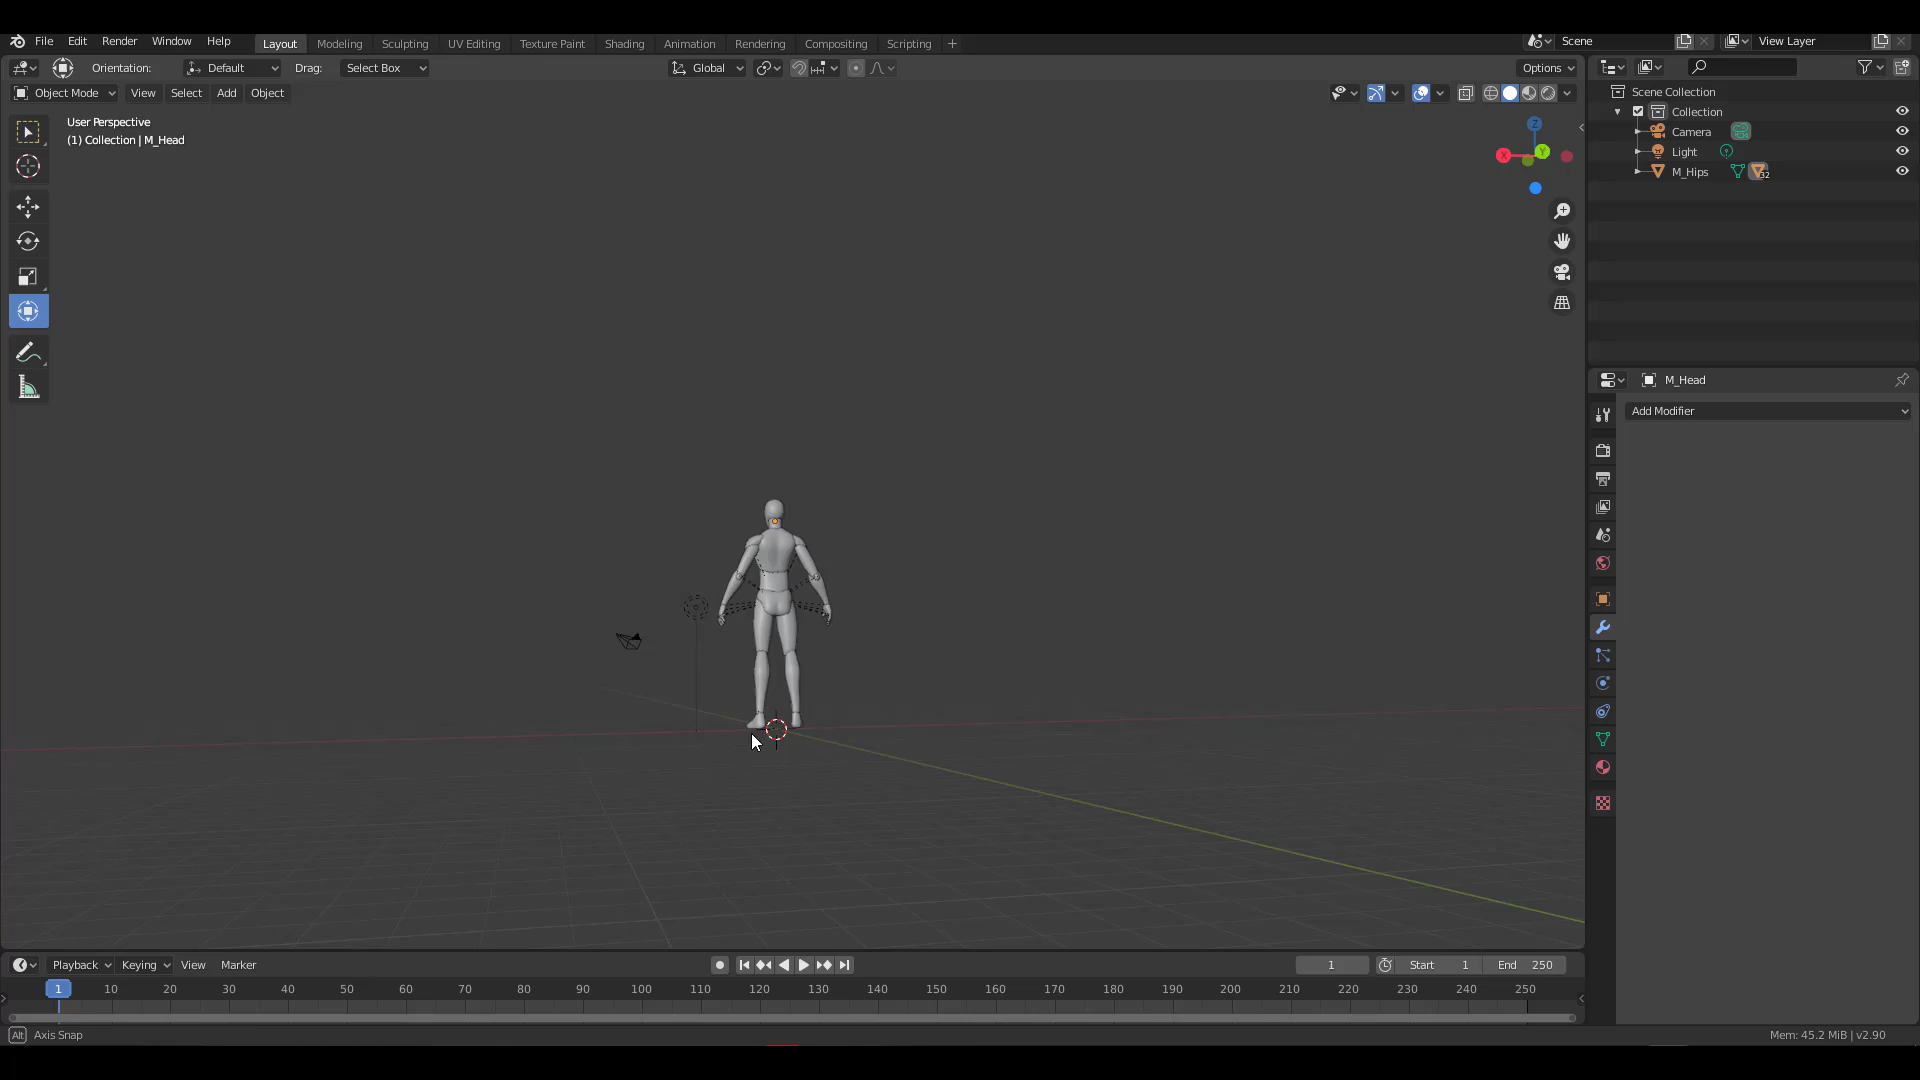 File Edit Render Window Help Layout Modeling Sculpting UV Editing Texture Paint Shading Animation Rendering Compositing Scripting + Scene View Layer
Orientation: Default Drag: Select Box Global Options
Object Mode View Select Add Object
User Perspective
(1) Collection | M_Head
Z
X Y
Scene Collection
Collection
Camera
Light
M_Hips 32
M_Head
Add Modifier
Playback Keying View Marker 1 Start 1 End 250
1 10 20 30 40 50 60 70 80 90 100 110 120 130 140 150 160 170 180 190 200 210 220 230 240 250
Alt Axis Snap Mem: 45.2 MiB | v2.90